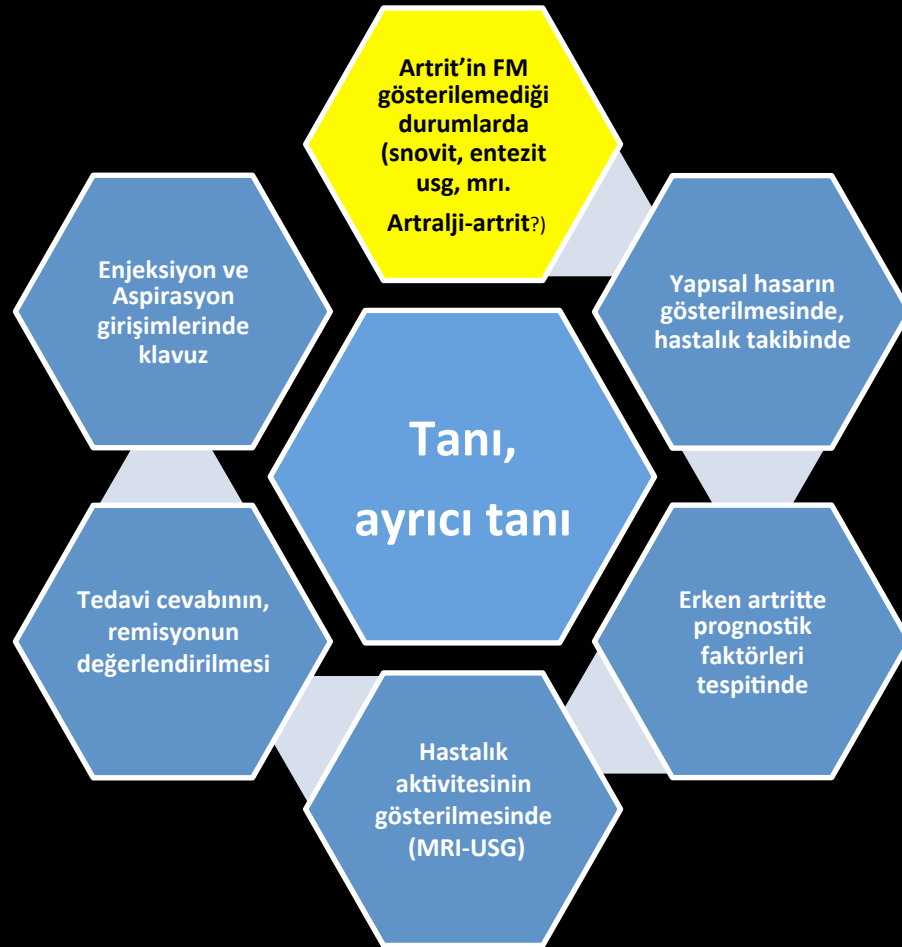 Artrit’in FM
gösterilemediği
durumlarda
(snovit, entezit
usg, mrı.
Artralji-artrit?)
Yapısal hasarın
gösterilmesinde,
hastalık takibinde
Erken artritte
prognostik
faktörleri
tespitinde
Hastalık
aktivitesinin
gösterilmesinde
(MRI-USG)
Tedavi cevabının,
remisyonun
değerlendirilmesi
Enjeksiyon ve
Aspirasyon
girişimlerinde
klavuz
Tanı,
ayrıcı tanı